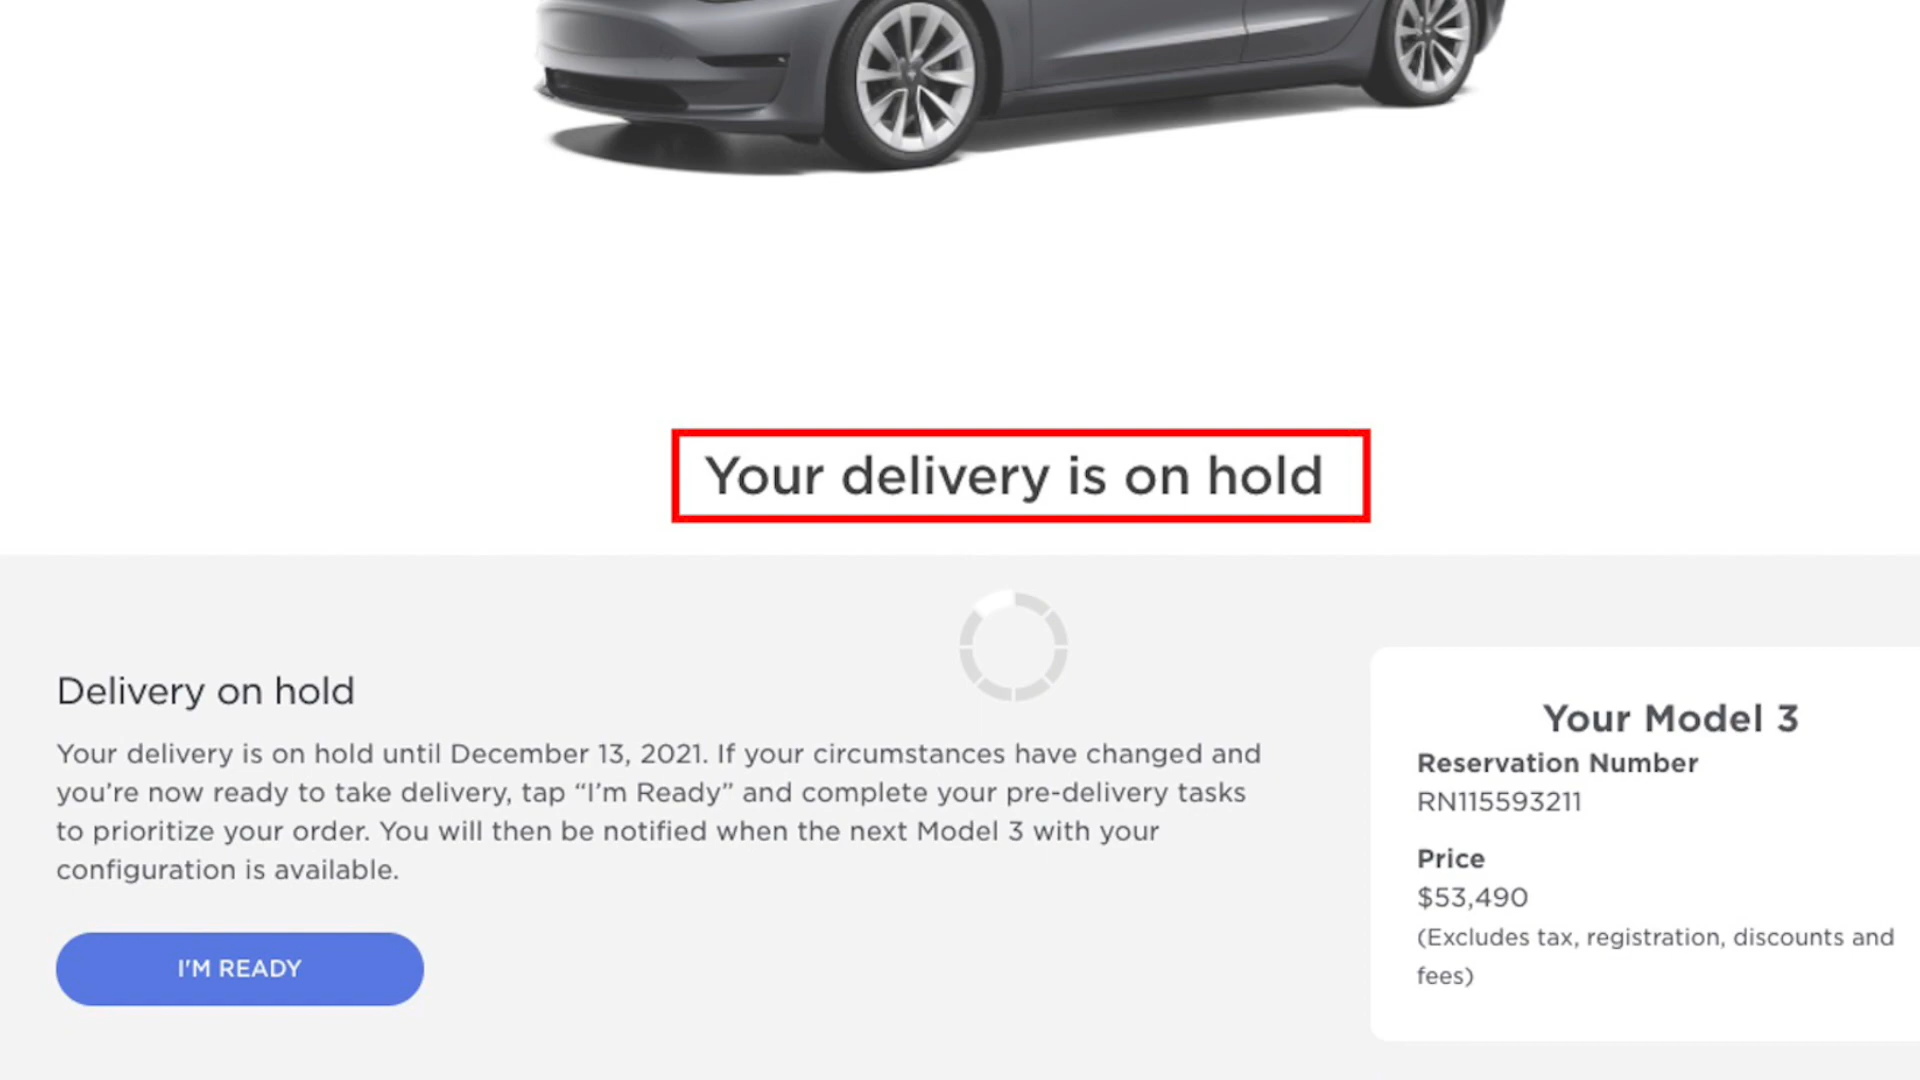 Your delivery is on hold
Delivery on hold
Your delivery is on hold until December 13, 2021. If your circumstances have changed and
you're now ready to take delivery, tap “I'm Ready” and complete your pre-delivery tasks
to prioritize your order. You will then be notified when the next Model 3 with your
configuration is available.
I'M READY
Your Model 3
Reservation Number
RN115593211
Price
$53,490
(Excludes tax, registration, discounts and
fees)